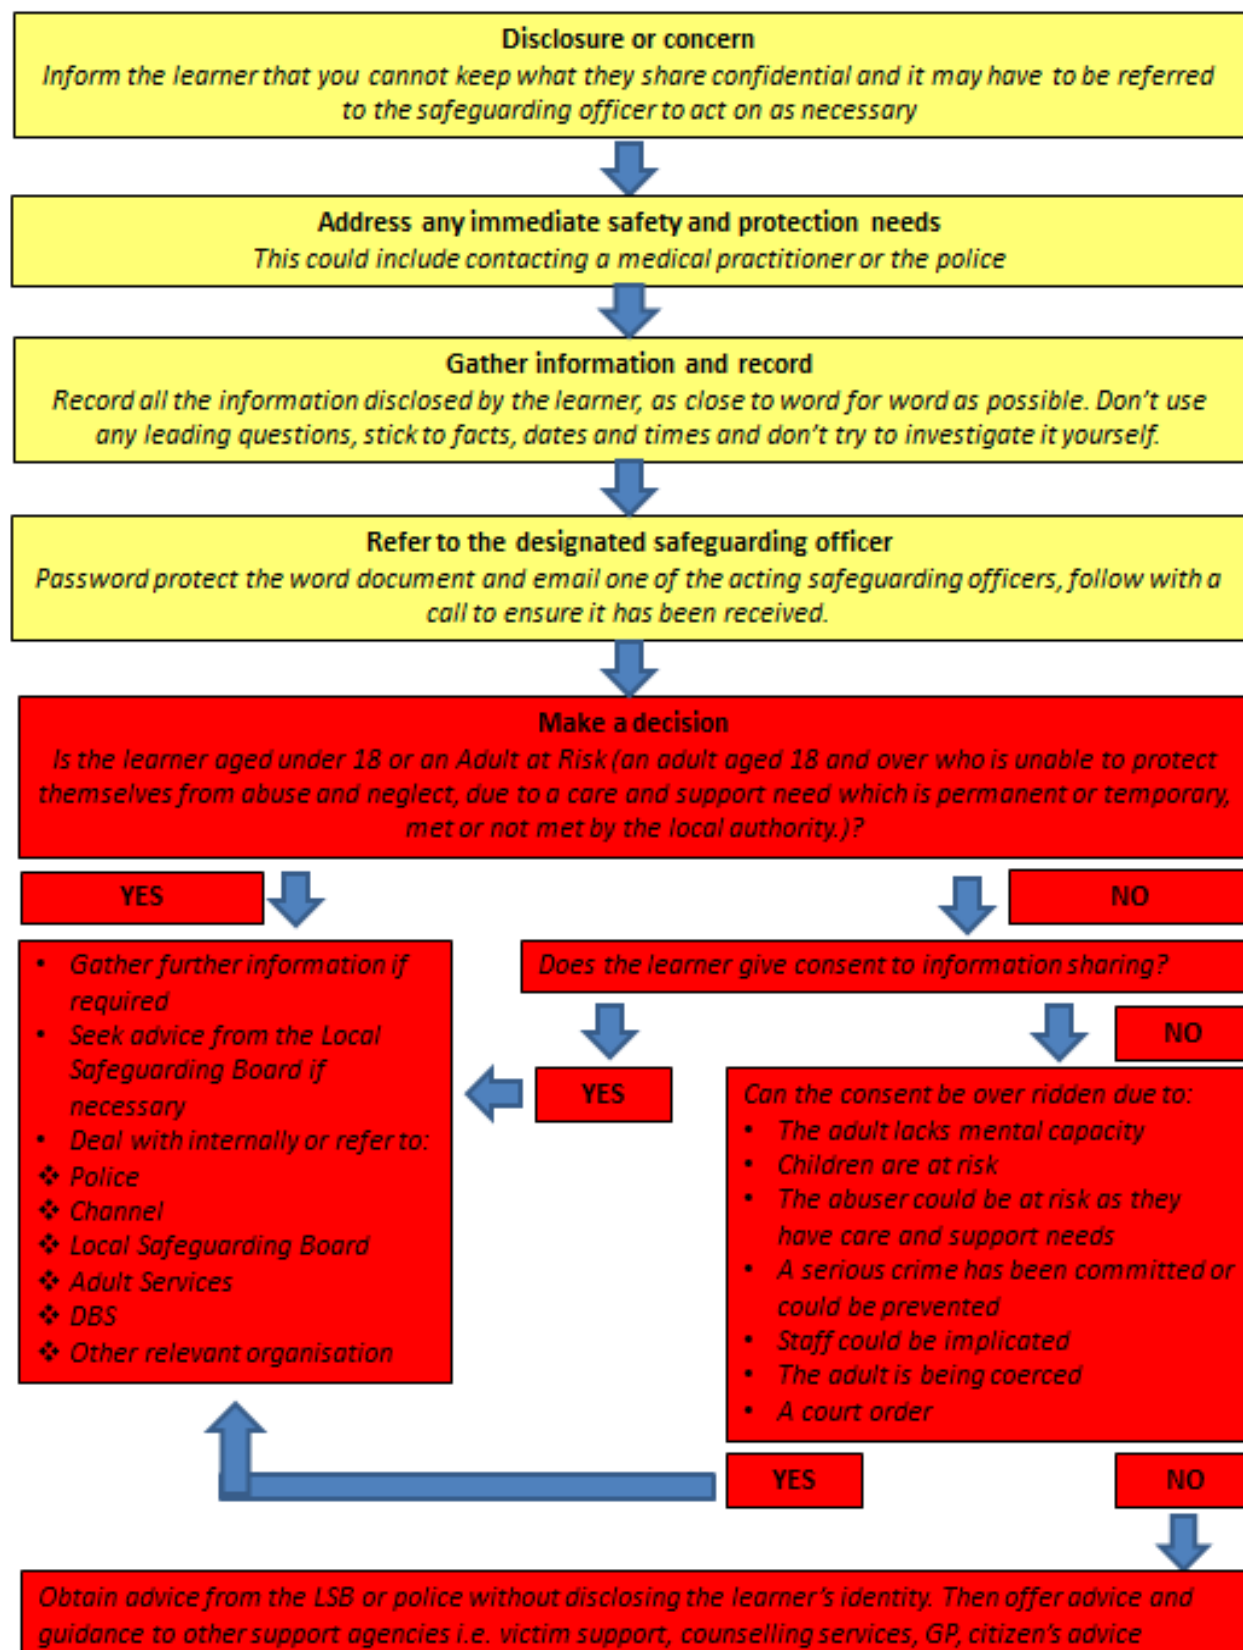 Disclosure or concern
Inform the learner that you cannot keep what they share confidential and it may have to be referred
to the safeguarding officer to act on as necessary
Address any immediate safety and protection needs
This could include contacting a medical practitioner or the police
Gather information and record
Record all the information disclosed by the learner, as close to word for word as possible. Don't use
any leading questions, stick to facts, dates and times and don't try to investigate it yourself.
Refer to the designated safeguarding officer
Password protect the word document and email one of the acting safeguarding officers, follow with a
call to ensure it has been received.
Make a decision
Is the learner aged under 18 or an Adult at Risk (an adult aged 18 and over who is unable to protect
themselves from abuse and neglect, due to a care and support need which is permanent or temporary,
met or not met by the local authority.)?
YES
NO
• Gather further information if
required
• Seek advice from the Local
Safeguarding Board if
necessary
• Deal with internally or refer to:
❖ Police
❖ Channel
❖ Local Safeguarding Board
❖ Adult Services
❖ DBS
❖ Other relevant organisation
Does the learner give consent to information sharing?
YES
NO
Can the consent be over ridden due to:
• The adult lacks mental capacity
• Children are at risk
• The abuser could be at risk as they
have care and support needs
• A serious crime has been committed or
could be prevented
• Staff could be implicated
• The adult is being coerced
• A court order
YES
NO
Obtain advice from the LSB or police without disclosing the learner's identity. Then offer advice and
guidance to other support agencies i.e. victim support, counselling services, GP, citizen's advice